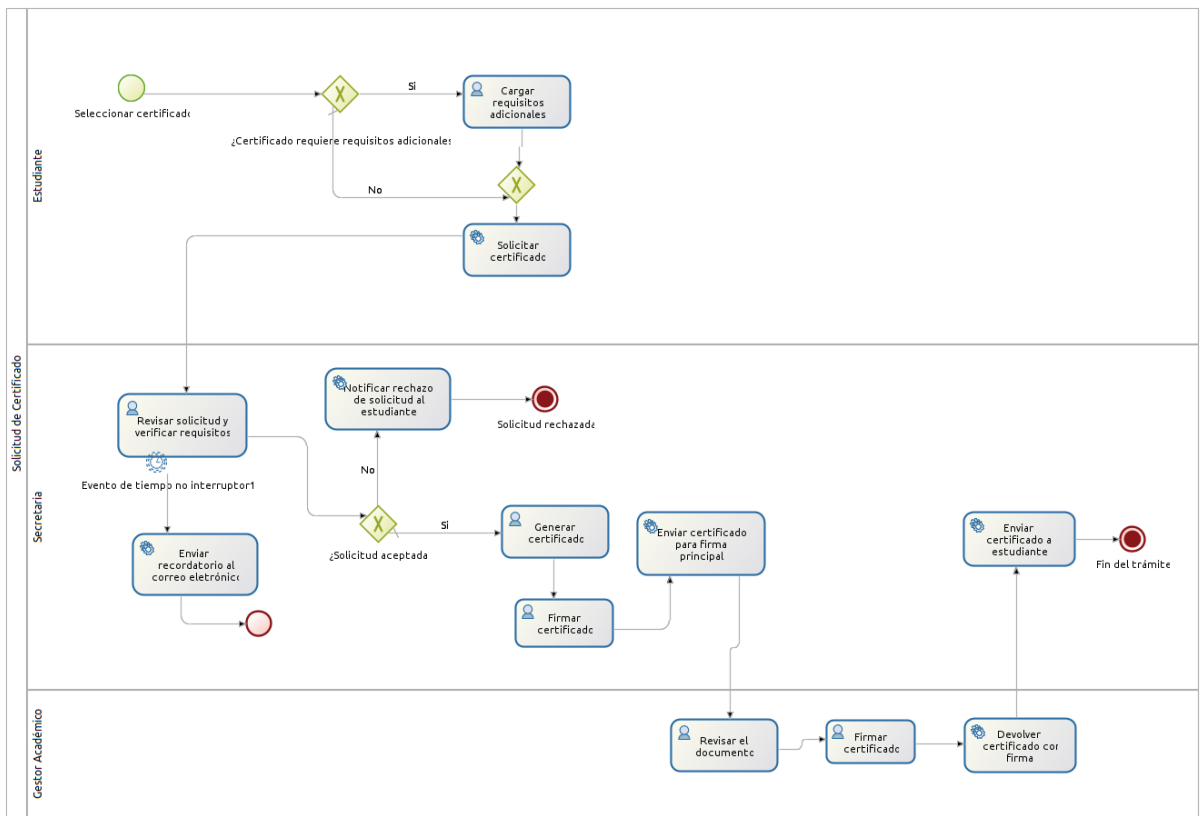 Solicitud de Certificado
Estudiante
Seleccionar certificado
¿Certificado requiere requisitos adicionales
Si
No
Cargar
requisitos
adicionales
Solicitar
certificado
Secretaria
Revisar solicitud y
verificar requisitos
Evento de tiempo no interruptor1
Enviar
recordatorio al
correo eletrónico
Notificar rechazo
de solicitud al
estudiante
Solicitud rechazada
No
¿Solicitud aceptada
Si
Generar
certificado
Firmar
certificado
Enviar certificado
para firma
principal
Enviar
certificado a
estudiante
Fin del trámite
Gestor Académico
Revisar el
documento
Firmar
certificado
Devolver
certificado con
firma